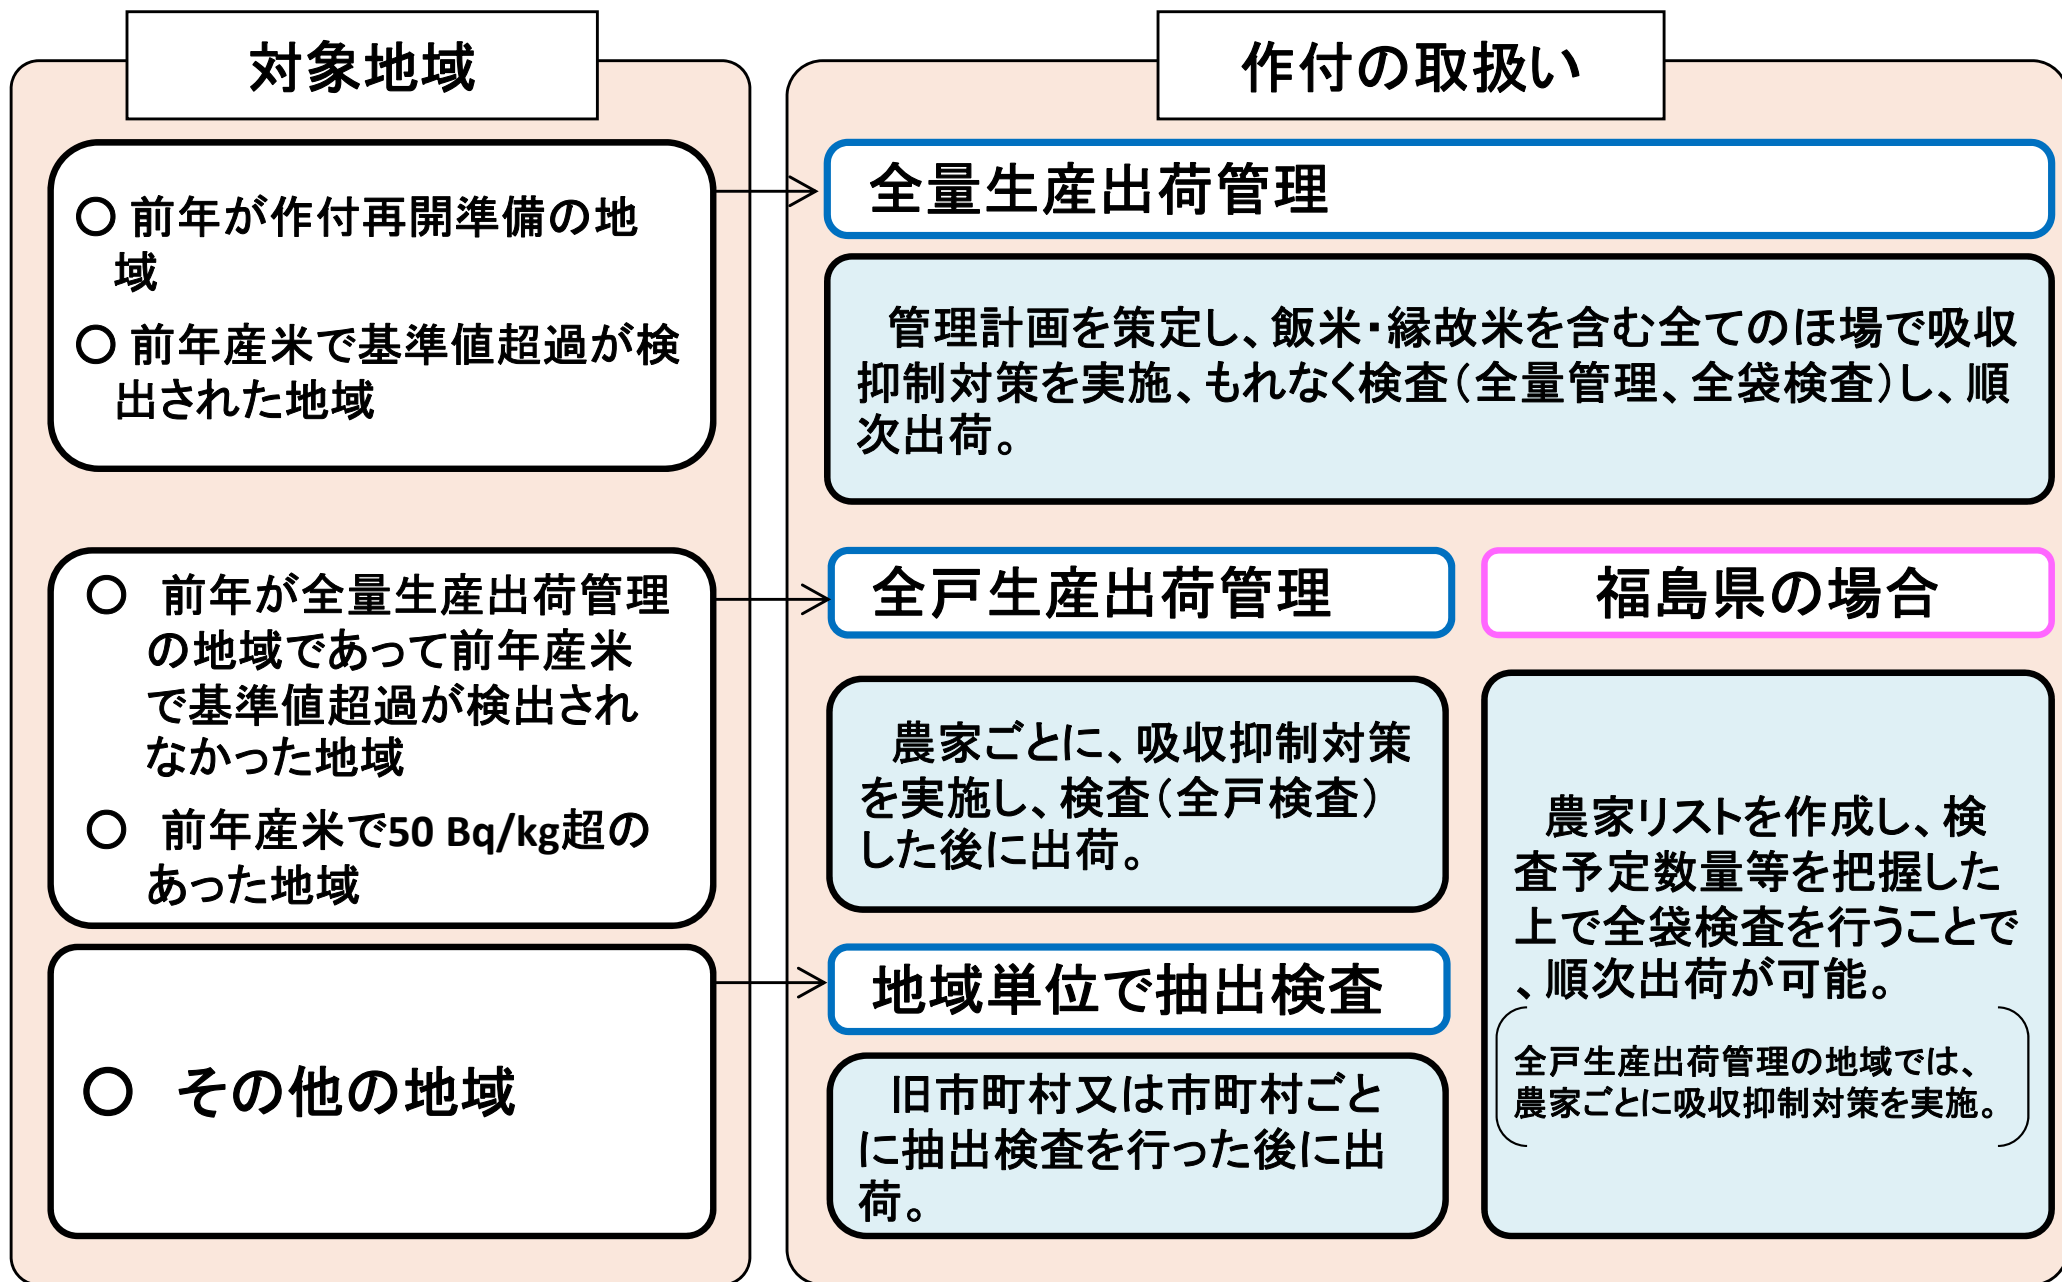 対象地域
〇 前年が作付再開準備の地
域
〇 前年産米で基準値超過が検
出された地域
〇 前年が全量生産出荷管理
の地域であって前年産米
で基準値超過が検出され
なかった地域
〇 前年産米で50 Bq/kg超の
あった地域
〇 その他の地域
作付の取扱い
全量生産出荷管理
管理計画を策定し、飯米・縁故米を含む全てのほ場で吸収
抑制対策を実施、もれなく検査（全量管理、全袋検査）し、順
次出荷。
全戸生産出荷管理
農家ごとに、吸収抑制対策
を実施し、検査（全戸検査）
した後に出荷。
地域単位で抽出検査
旧市町村又は市町村ごと
に抽出検査を行った後に出
荷。
福島県の場合
農家リストを作成し、検
査予定数量等を把握した
上で全袋検査を行うことで
、順次出荷が可能。
全戸生産出荷管理の地域では、
農家ごとに吸収抑制対策を実施。